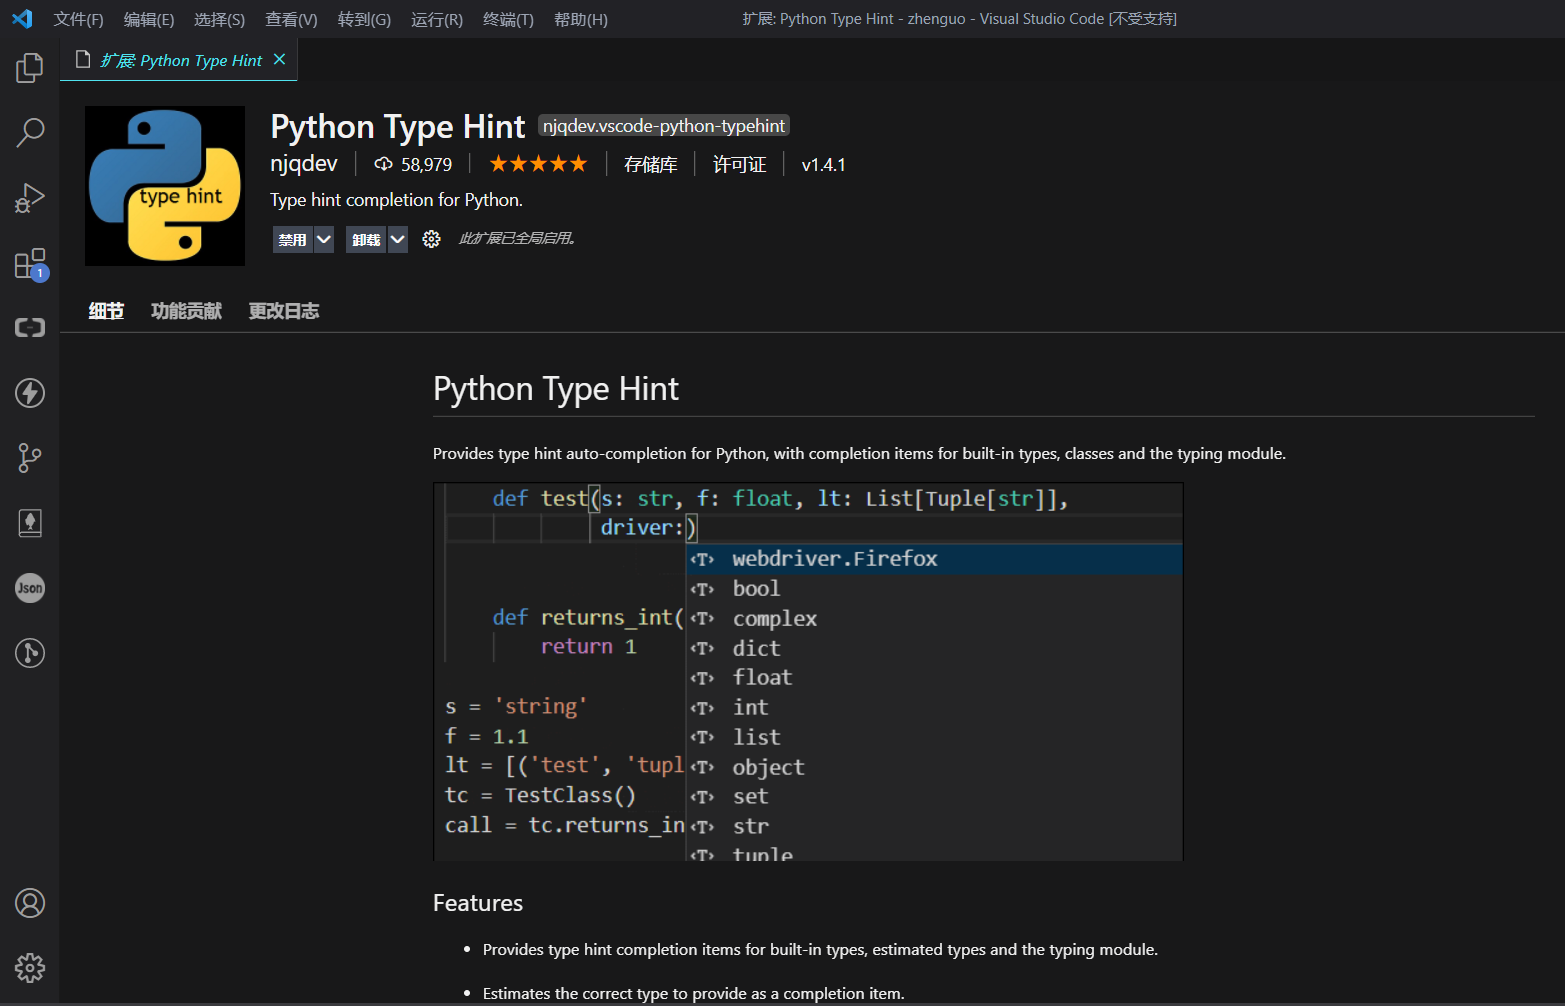 文件(F) 编辑(E) 选择(S) 查看(V) 转到(G) 运行(R) 终端(T) 帮助(H) 扩展: Python Type Hint - zhenguo - Visual Studio Code [不受支持]
扩展: Python Type Hint
Python Type Hint njqdev.vscode-python-typehint
njqdev 58,979 存储库 许可证 v1.4.1
type hint
Type hint completion for Python.
禁用 卸载 此扩展已全局启用。
1
细节 功能贡献 更改日志
Python Type Hint
Provides type hint auto-completion for Python, with completion items for built-in types, classes and the typing module.
def test(s: str, f: float, lt: List[Tuple[str]],
driver:)
<T> webdriver.Firefox
<T> bool
def returns_int( <T> complex
return 1 <T> dict
<T> float
s = 'string' <T> int
f = 1.1 <T> list
lt = [('test', 'tupl <T> object
tc = TestClass() <T> set
call = tc.returns_in <T> str
<T> tuple
Json
Features
• Provides type hint completion items for built-in types, estimated types and the typing module.
• Estimates the correct type to provide as a completion item.